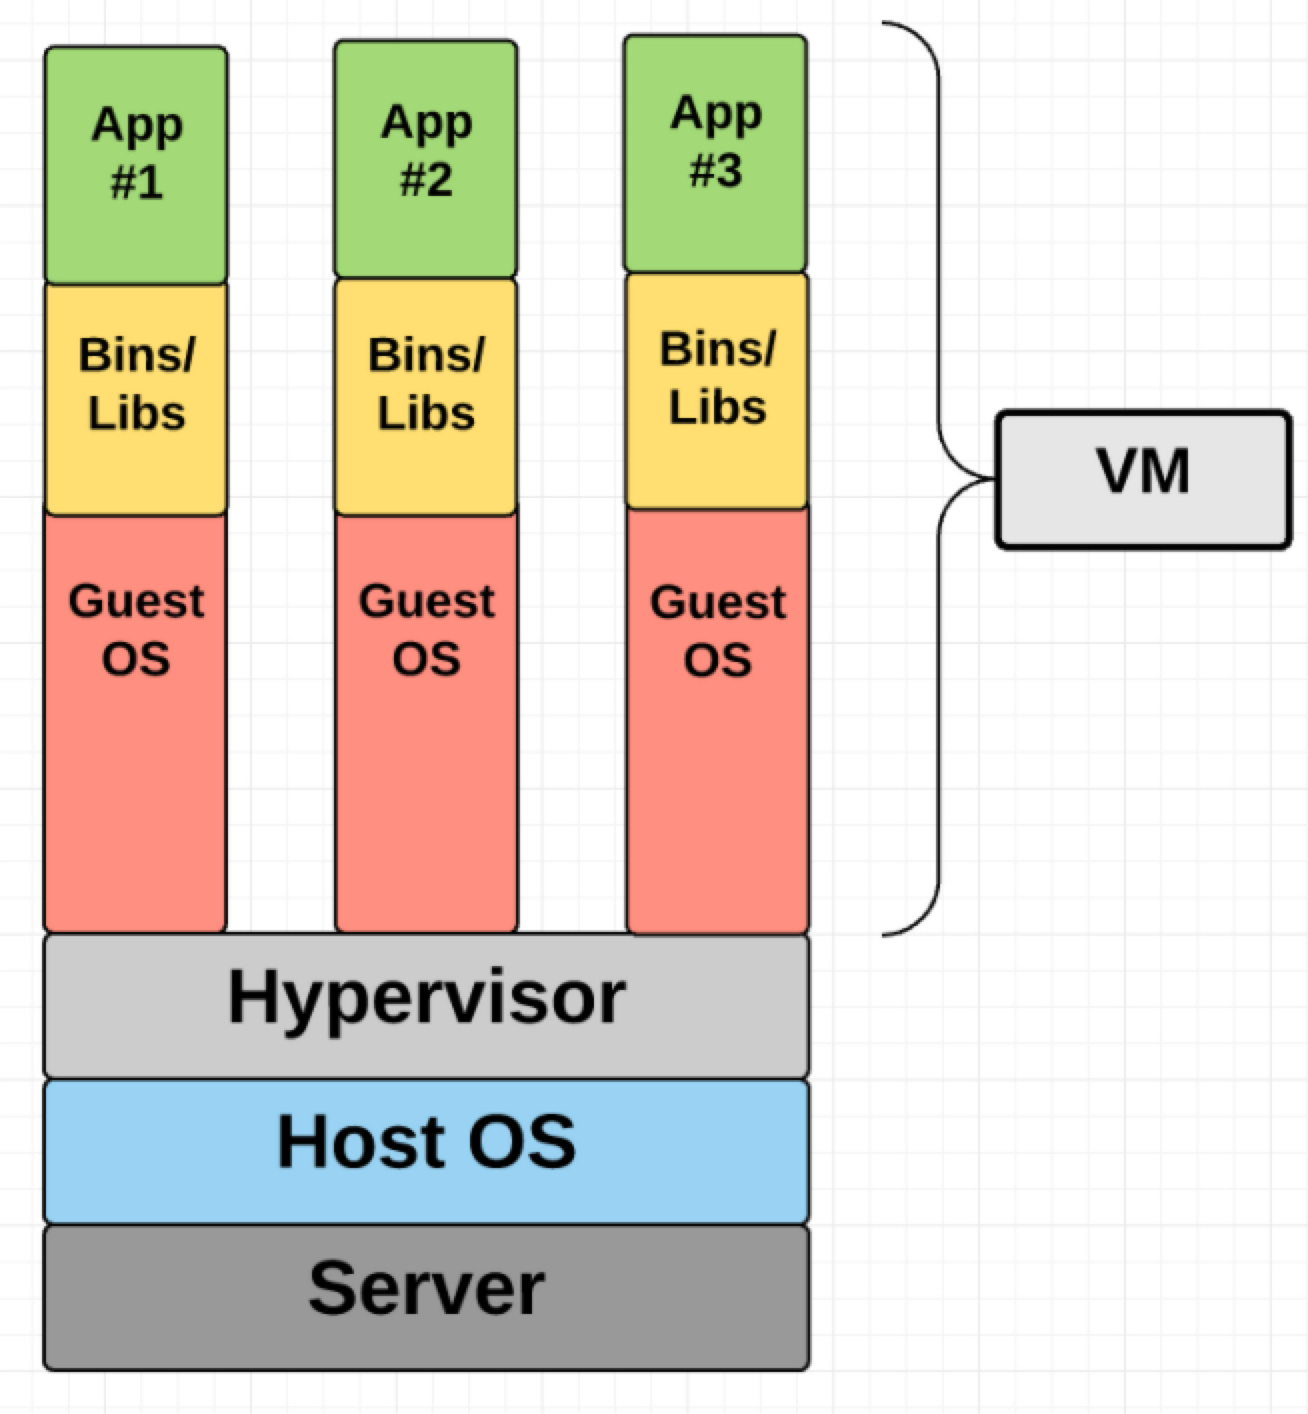 App
#1
App
#2
App
#3
Bins/
Libs
Bins/
Libs
Bins/
Libs
VM
Guest
OS
Guest
OS
Guest
OS
Hypervisor
Host OS
Server